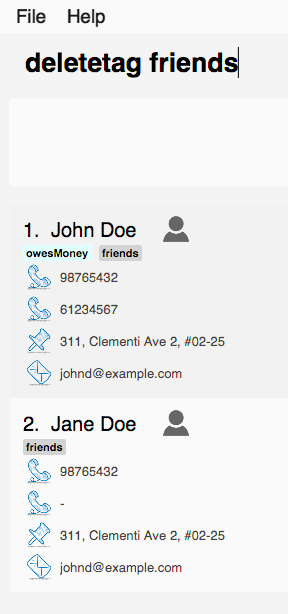 File Help
deletetag friends
1. John Doe
owesMoney friends
98765432
61234567
311, Clementi Ave 2, #02-25
johnd@example.com
2. Jane Doe
friends
98765432
-
311, Clementi Ave 2, #02-25
johnd@example.com